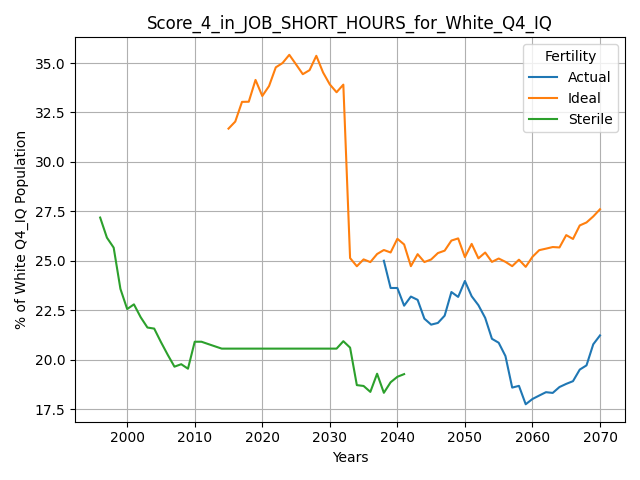 Score_4_in_JOB_SHORT_HOURS_for_White_Q4_IQ
% of White Q4_IQ Population
35.0
32.5
30.0
27.5
25.0
22.5
20.0
17.5
Fertility
Actual
Ideal
Sterile
2000
2010
2020
2030
2040
2050
2060
2070
Years